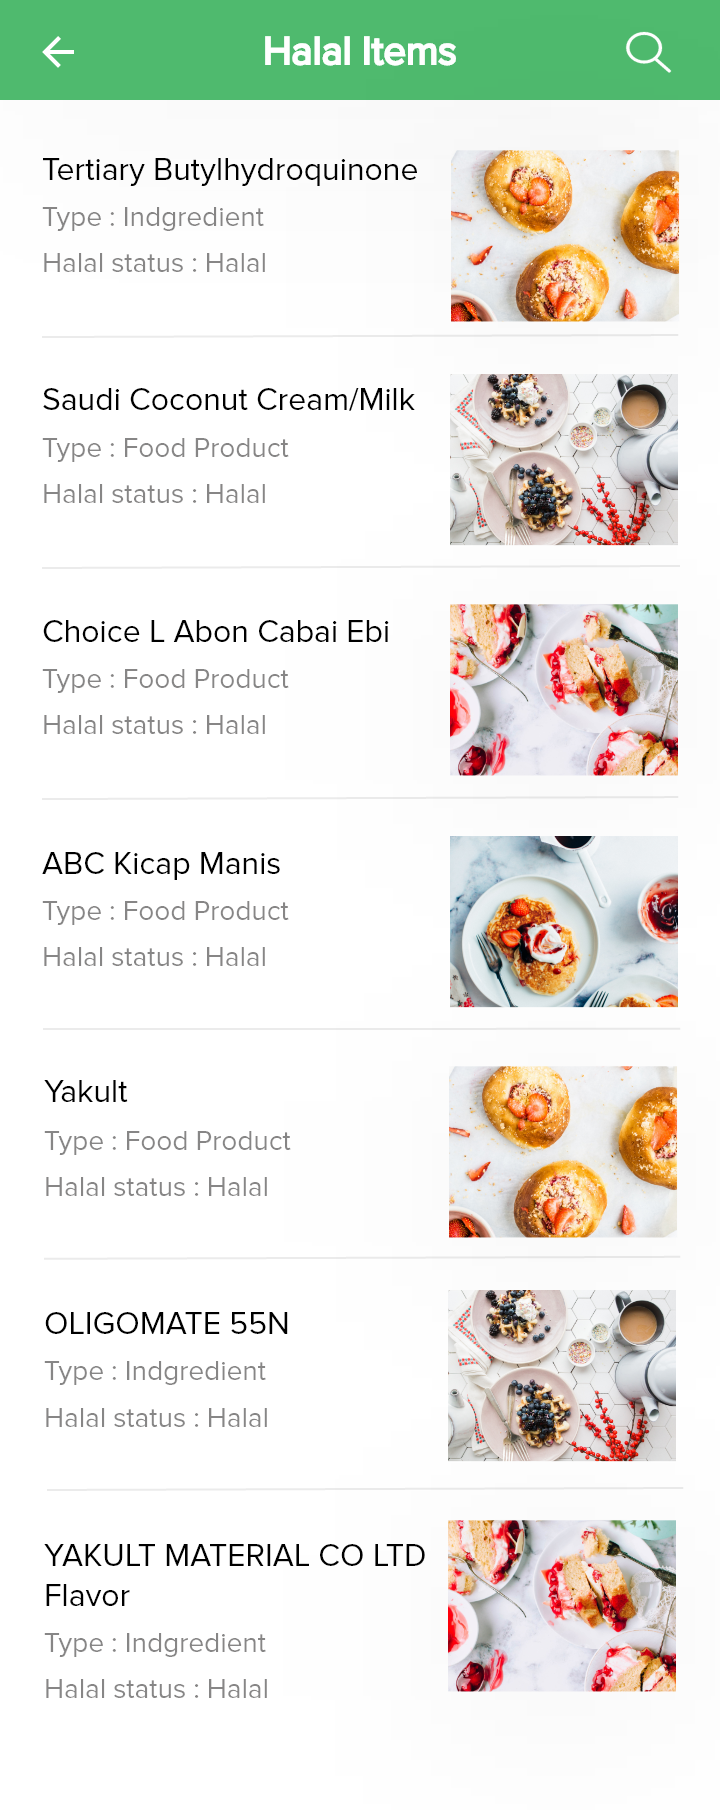 Halal Items
Tertiary Butylhydroquinone
Type : Indgredient
Halal status : Halal
Saudi Coconut Cream/Milk
Type : Food Product
Halal status : Halal
Choice L Abon Cabai Ebi
Type : Food Product
Halal status : Halal
ABC Kicap Manis
Type : Food Product
Halal status : Halal
Yakult
Type : Food Product
Halal status : Halal
OLIGOMATE 55N
Type : Indgredient
Halal status : Halal
YAKULT MATERIAL CO LTD
Flavor
Type : Indgredient
Halal status : Halal